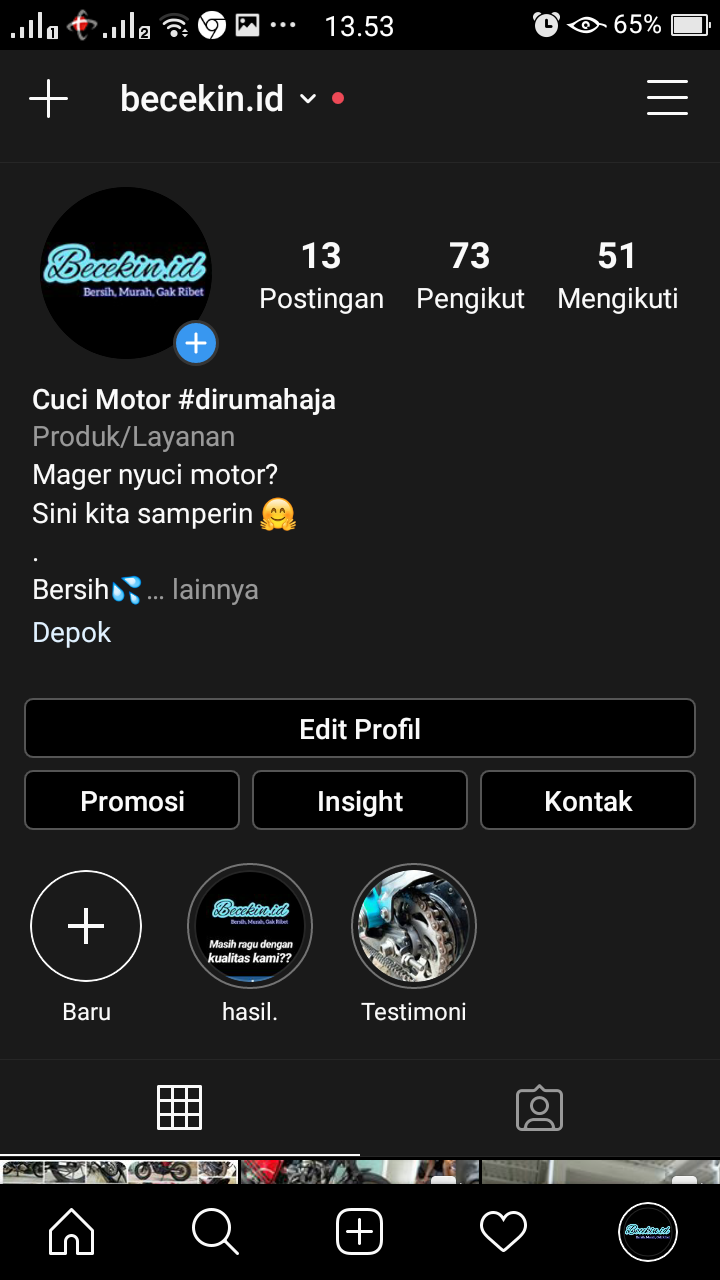 1 2 13.53 65%
becekin.id
Becekin.id
Bersih, Murah, Gak Ribet
13 73 51
Postingan Pengikut Mengikuti
Cuci Motor #dirumahaja
Produk/Layanan
Mager nyuci motor?
Sini kita samperin 🤗
.
Bersih💦... lainnya
Depok
Edit Profil
Promosi Insight Kontak
Becekin.id
Bersih, Murah, Gak Ribet
Masih ragu dengan
kualitas kami??
Baru hasil. Testimoni
Becekin.id